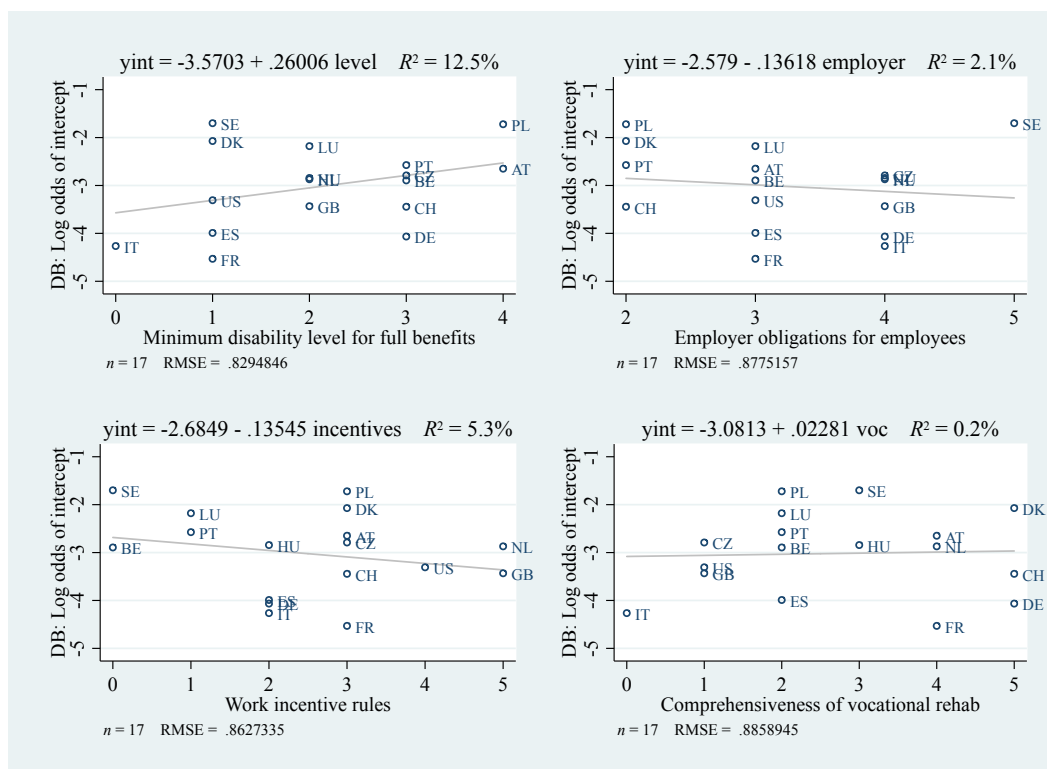 yint = -3.5703 + .26006 level R² = 12.5%
DB: Log odds of intercept
-1
-2
-3
-4
-5
SE
DK
LU
PL
PT
AT
CZ
HU
NL
BE
US
GB
CH
ES
DE
IT
FR
0 1 2 3 4
Minimum disability level for full benefits
n = 17 RMSE = .8294846
yint = -2.579 - .13618 employer R² = 2.1%
DB: Log odds of intercept
-1
-2
-3
-4
-5
PL
SE
DK
LU
PT
AT
CZ
BE
NL
US
CH
GB
ES
DE
IT
FR
2 3 4 5
Employer obligations for employees
n = 17 RMSE = .8775157
yint = -2.6849 - .13545 incentives R² = 5.3%
DB: Log odds of intercept
-1
-2
-3
-4
-5
SE
PL
DK
LU
PT
AT
CZ
HU
BE
NL
US
CH
GB
ES
DE
IT
FR
0 1 2 3 4 5
Work incentive rules
n = 17 RMSE = .8627335
yint = -3.0813 + .02281 voc R² = 0.2%
DB: Log odds of intercept
-1
-2
-3
-4
-5
PL
SE
DK
LU
PT
AT
CZ
BE
HU
NL
US
GB
CH
ES
DE
IT
FR
0 1 2 3 4 5
Comprehensiveness of vocational rehab
n = 17 RMSE = .8858945